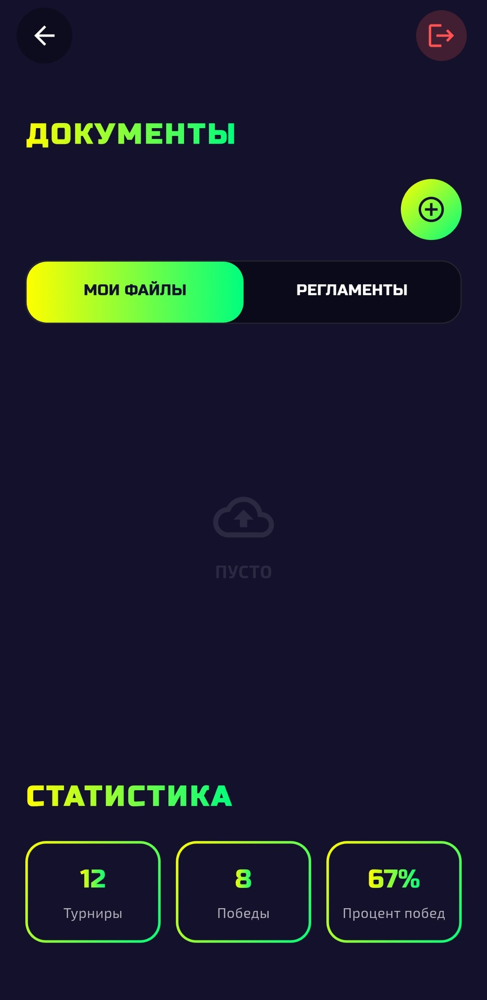 ДОКУМЕНТЫ
МОИ ФАЙЛЫ
РЕГЛАМЕНТЫ
ПУСТО
СТАТИСТИКА
12
8
67%
Турниры
Победы
Процент побед